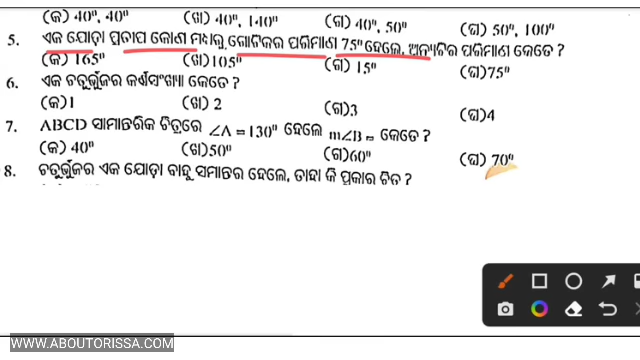 (କ) 40°, 40° (ଖ) 40°, 140° (ଗ) 40°, 50° (ଘ) 50°, 100°
5. ଏକ ଯୋଡ଼ା ପ୍ରତୀପ କୋଣ ମଧ୍ୟରୁ ଗୋଟିକର ପରିମାଣ 75° ହେଲେ, ଅନ୍ୟଟିର ପରିମାଣ କେତେ ?
(କ) 165° (ଖ)105° (ଗ) 15° (ଘ)75°
6. ଏକ ଚତୁର୍ଭୁଜର କର୍ଣ୍ଣସଂଖ୍ୟା କେତେ ?
(କ)1 (ଖ) 2 (ଗ)3 (ଘ)4
7. ABCD ସାମାନ୍ତରିକ ଚିତ୍ରରେ ∠A = 130° ହେଲେ m∠B = କେତେ ?
(କ) 40° (ଖ)50° (ଗ)60° (ଘ) 70°
8. ଚତୁର୍ଭୁଜର ଏକ ଯୋଡ଼ା ବାହୁ ସମାନ୍ତର ହେଲେ, ତାହା କି ପ୍ରକାର ଚିତ୍ର ?
WWW.ABOUTORISSA.COM